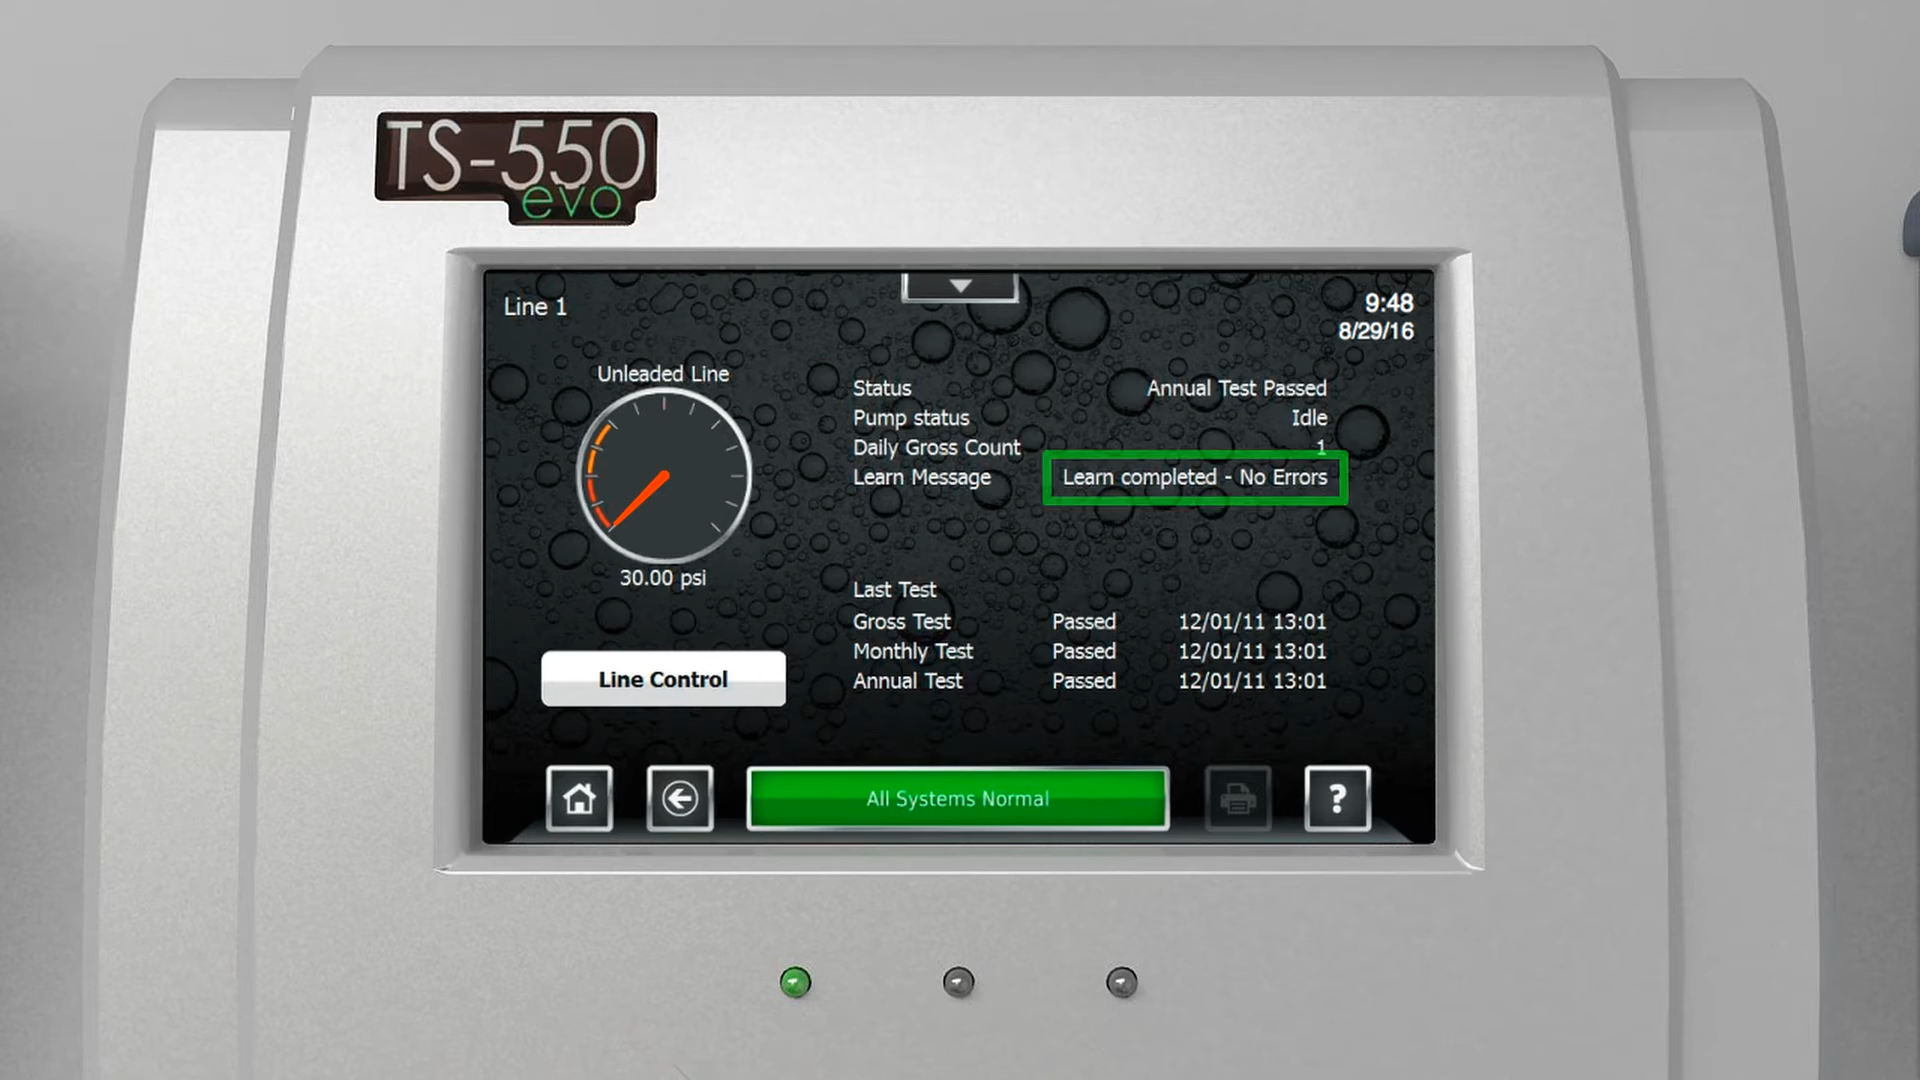 TS-550
evo
Line 1
9:48
8/29/16
Unleaded Line
30.00 psi
Line Control
Status Annual Test Passed
Pump status Idle
Daily Gross Count 1
Learn Message Learn completed - No Errors
Last Test
Gross Test Passed 12/01/11 13:01
Monthly Test Passed 12/01/11 13:01
Annual Test Passed 12/01/11 13:01
All Systems Normal
?